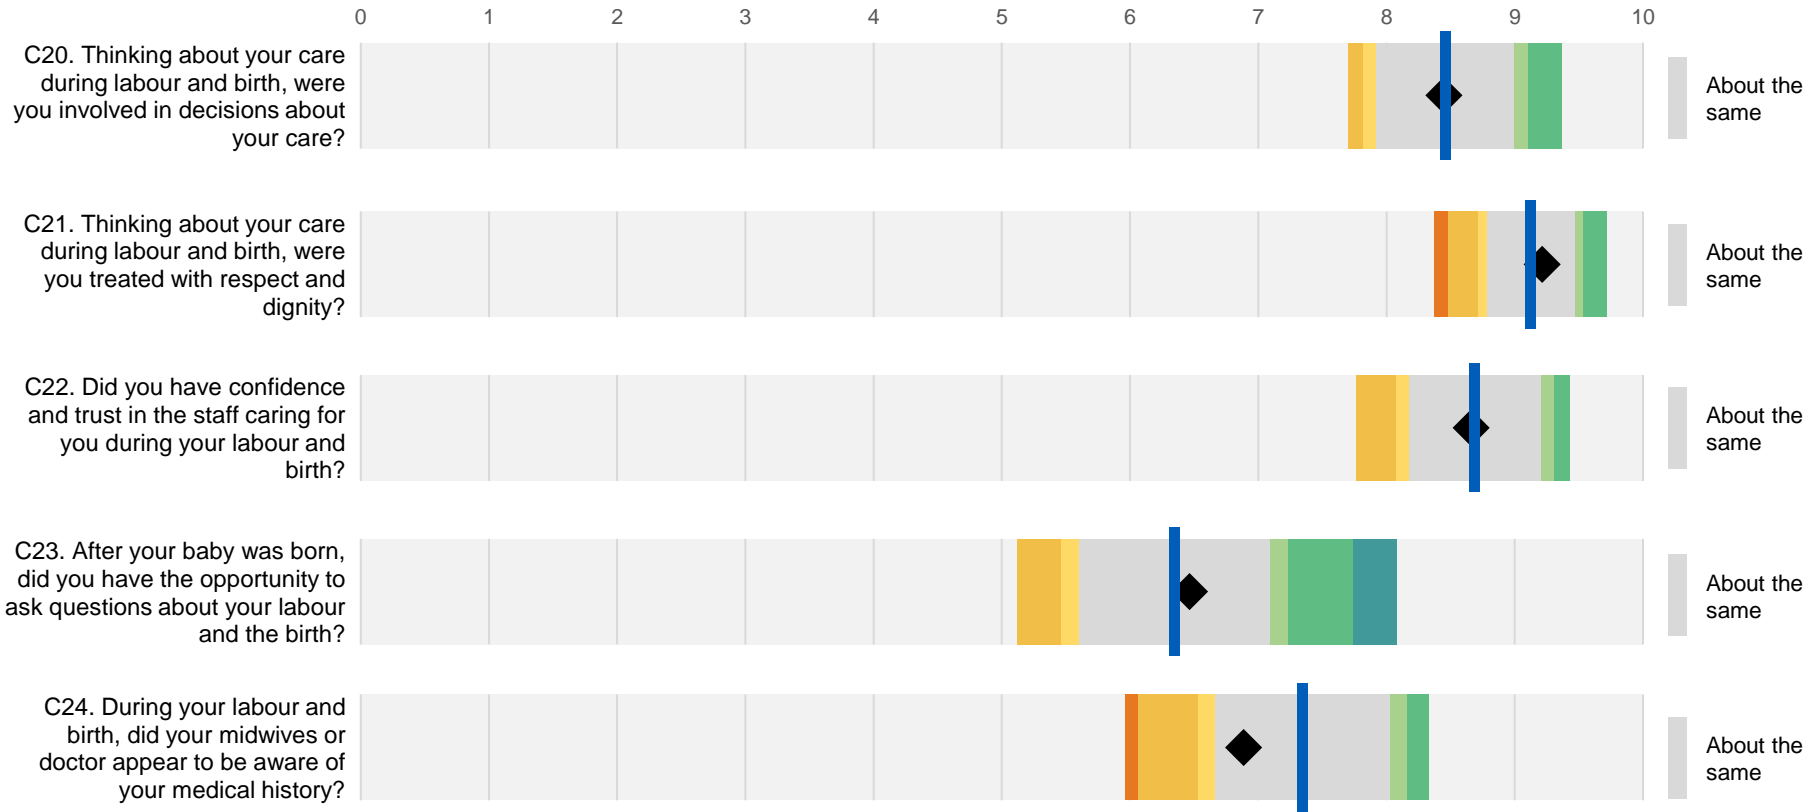 0 1 2 3 4 5 6 7 8 9 10
C20. Thinking about your care
during labour and birth, were
you involved in decisions about
your care?
About the
same
C21. Thinking about your care
during labour and birth, were
you treated with respect and
dignity?
About the
same
C22. Did you have confidence
and trust in the staff caring for
you during your labour and
birth?
About the
same
C23. After your baby was born,
did you have the opportunity to
ask questions about your labour
and the birth?
About the
same
C24. During your labour and
birth, did your midwives or
doctor appear to be aware of
your medical history?
About the
same